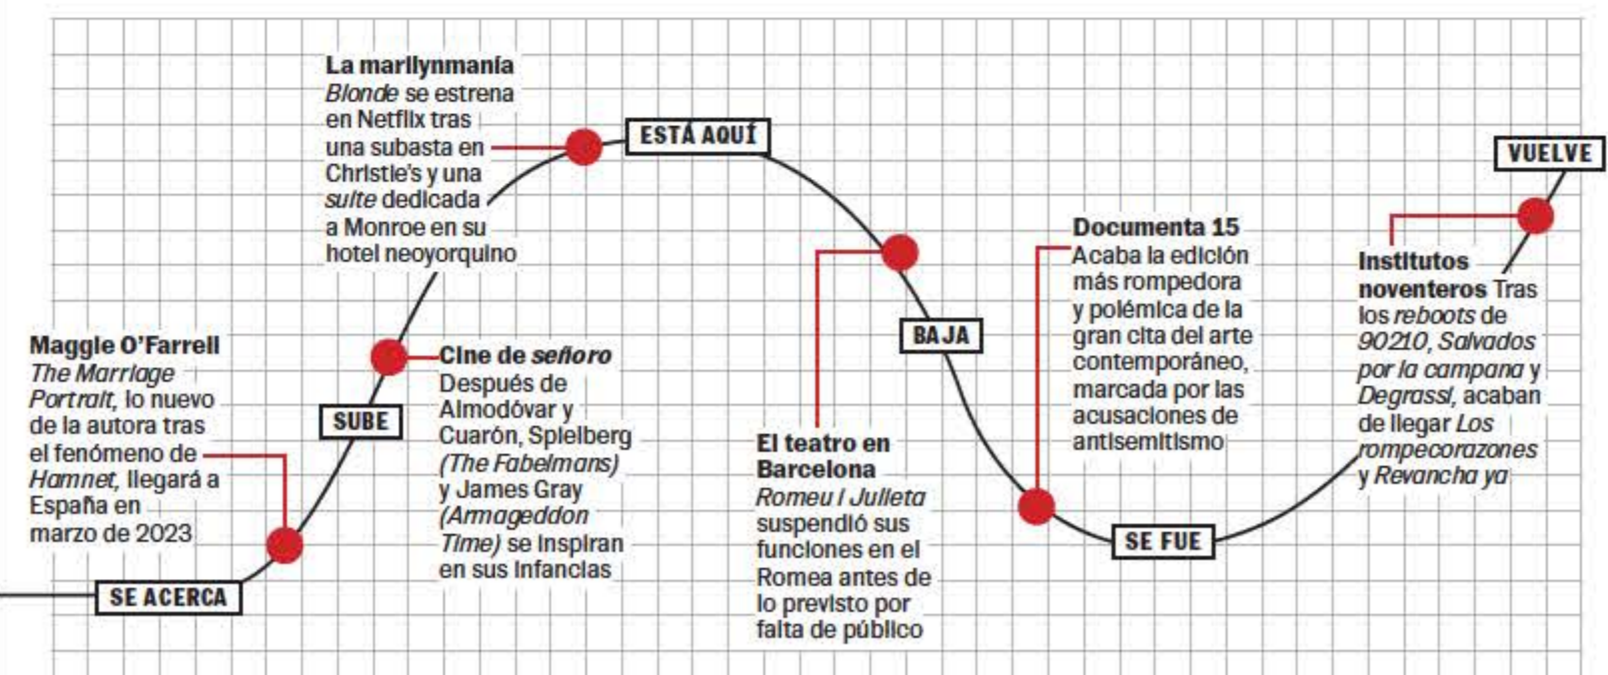 La marilynmanía
Blonde se estrena
en Netflix tras
una subasta en
Christie's y una
suite dedicada
a Monroe en su
hotel neoyorquino
ESTÁ AQUÍ
VUELVE
Maggie O'Farrell
The Marriage
Portrait, lo nuevo
de la autora tras
el fenómeno de
Hamnet, llegará a
España en
marzo de 2023
SE ACERCA
SUBE
Cine de señoro
Después de
Almodóvar y
Cuarón, Spielberg
(The Fabelmans)
y James Gray
(Armageddon
Time) se inspiran
en sus infancias
El teatro en
Barcelona
Romeu i Julieta
suspendió sus
funciones en el
Romea antes de
lo previsto por
falta de público
BAJA
Documenta 15
Acaba la edición
más rompedora
y polémica de la
gran cita del arte
contemporáneo,
marcada por las
acusaciones de
antisemitismo
SE FUE
Institutos
noventeros Tras
los reboots de
90210, Salvados
por la campana y
Degrassi, acaban
de llegar Los
rompecorazones
y Revancha ya